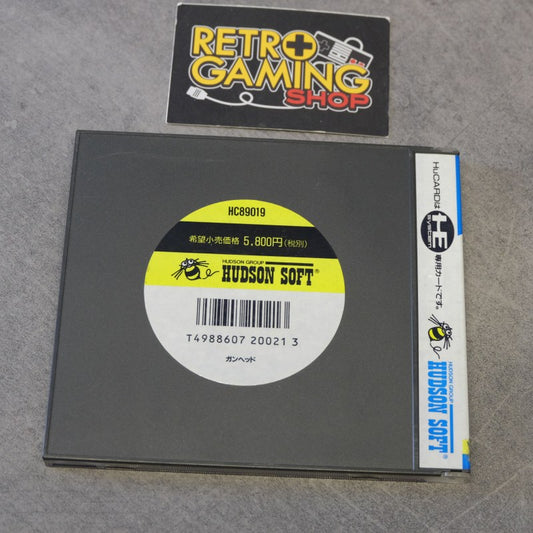 RETRO
GAMING
SHOP
HC89019
希望小売価格 5,800円(税別)
HUDSON GROUP
HUDSON SOFT®
T4988607 20021 3
ガンヘッド
HuCARDは
HE
SYSTEM
専用カードです。
HUDSON GROUP
HUDSON SOFT®